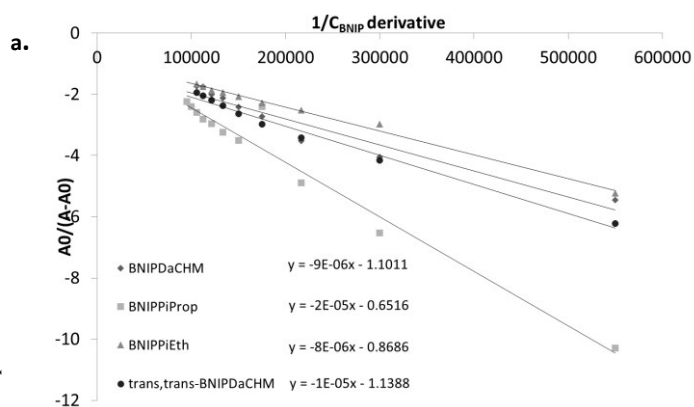 a.
1/CBNIP derivative
0
0 100000 200000 300000 400000 500000 600000
-2
-4
-6
-8
-10
-12
A0/(A-A0)
BNIPDaCHM y = -9E-06x - 1.1011
BNIPPiProp y = -2E-05x - 0.6516
BNIPPiEth y = -8E-06x - 0.8686
trans,trans-BNIPDaCHM y = -1E-05x - 1.1388